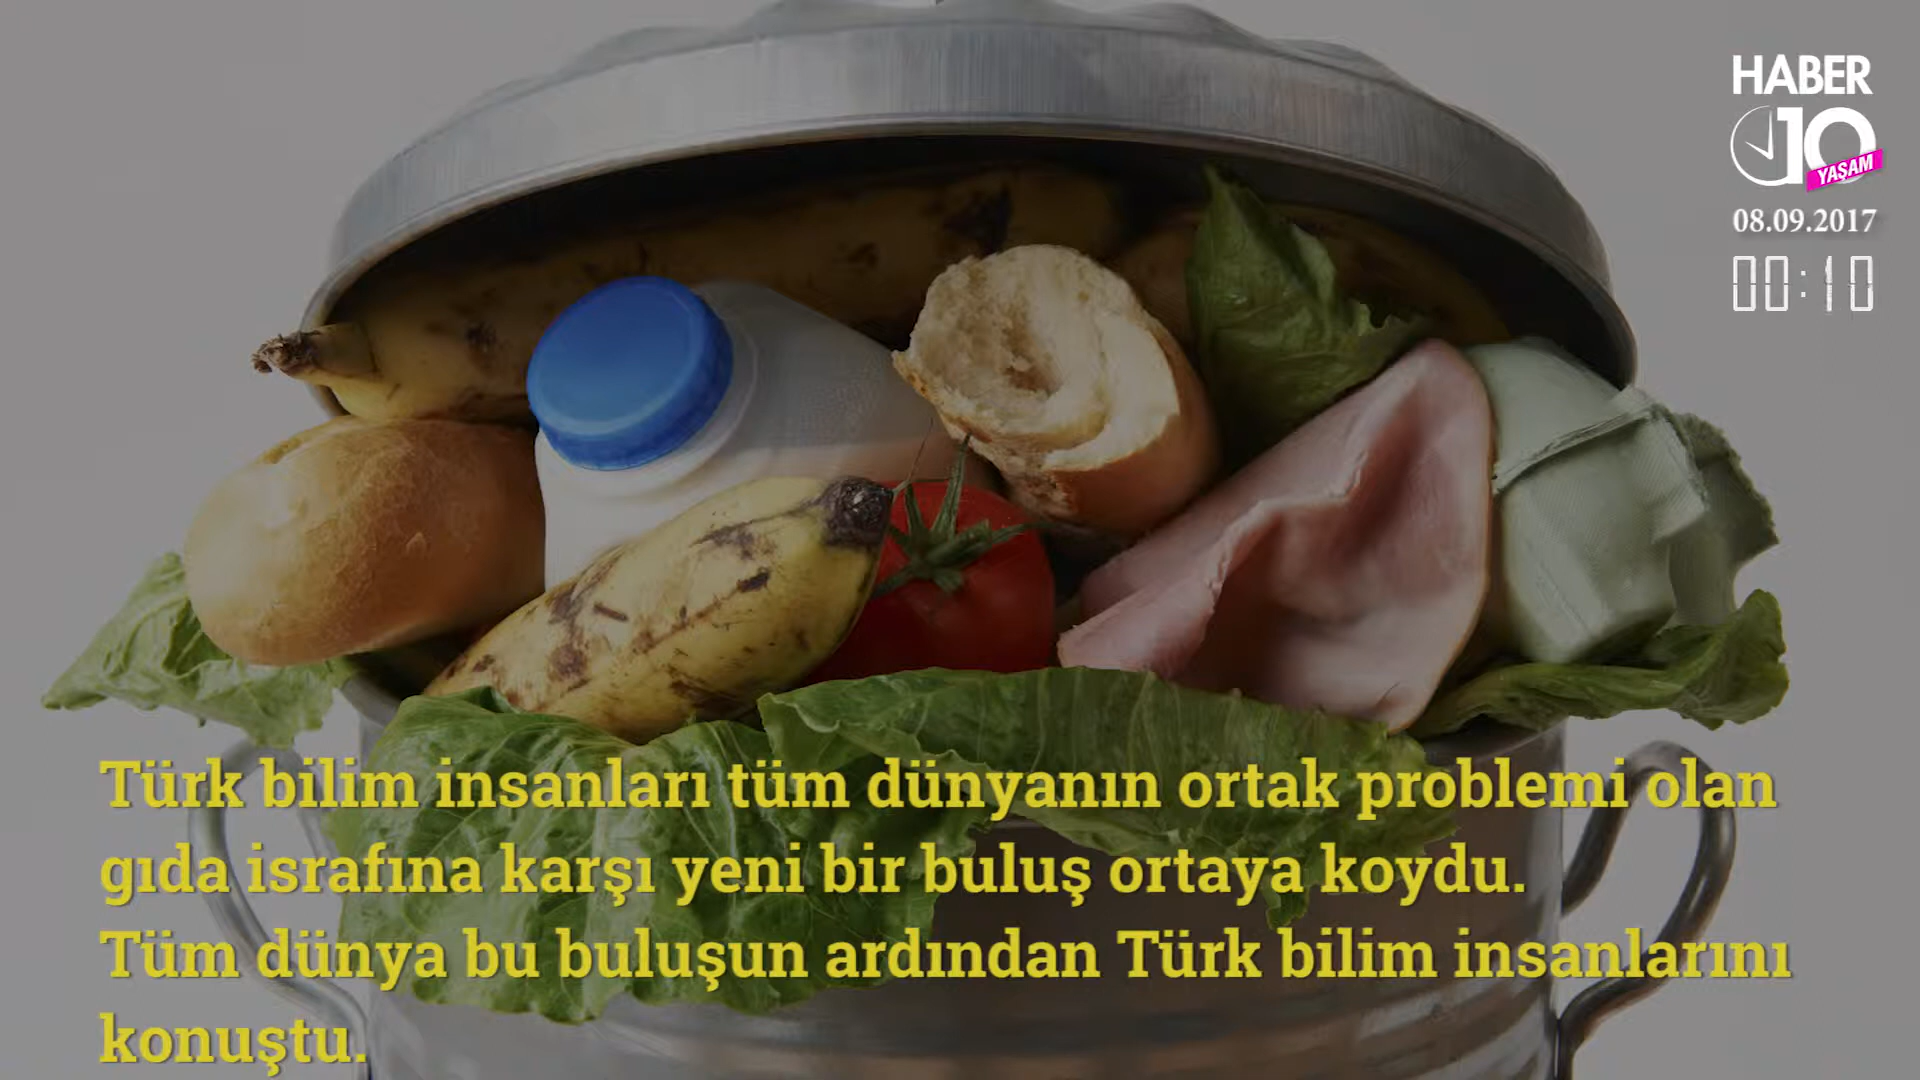 HABER
10
YAŞAM
08.09.2017
00:10
Türk bilim insanları tüm dünyanın ortak problemi olan
gıda israfına karşı yeni bir buluş ortaya koydu.
Tüm dünya bu buluşun ardından Türk bilim insanlarını
konuştu.